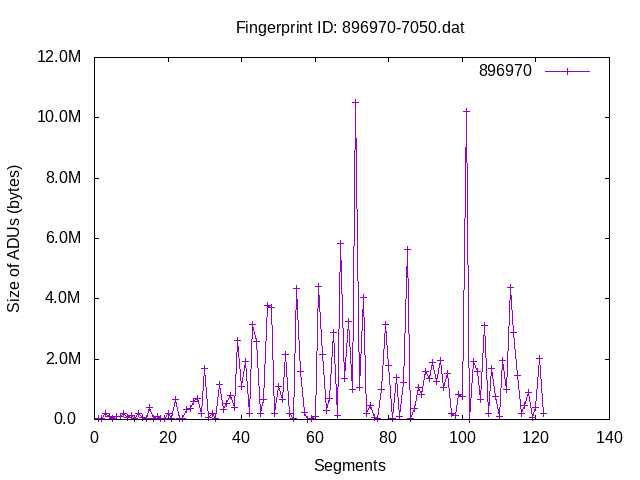 Fingerprint ID: 896970-7050.dat
12.0M
896970
10.0M
8.0M
6.0M
4.0M
2.0M
0.0
Size of ADUs (bytes)
0 20 40 60 80 100 120 140
Segments